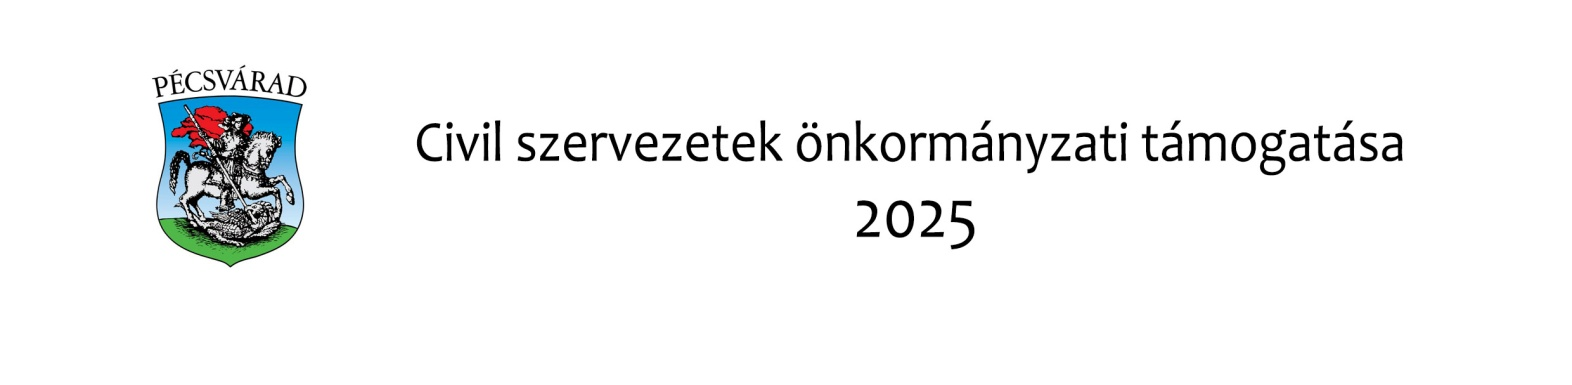 PÉCSVÁRAD
Civil szervezetek önkormányzati támogatása
2025